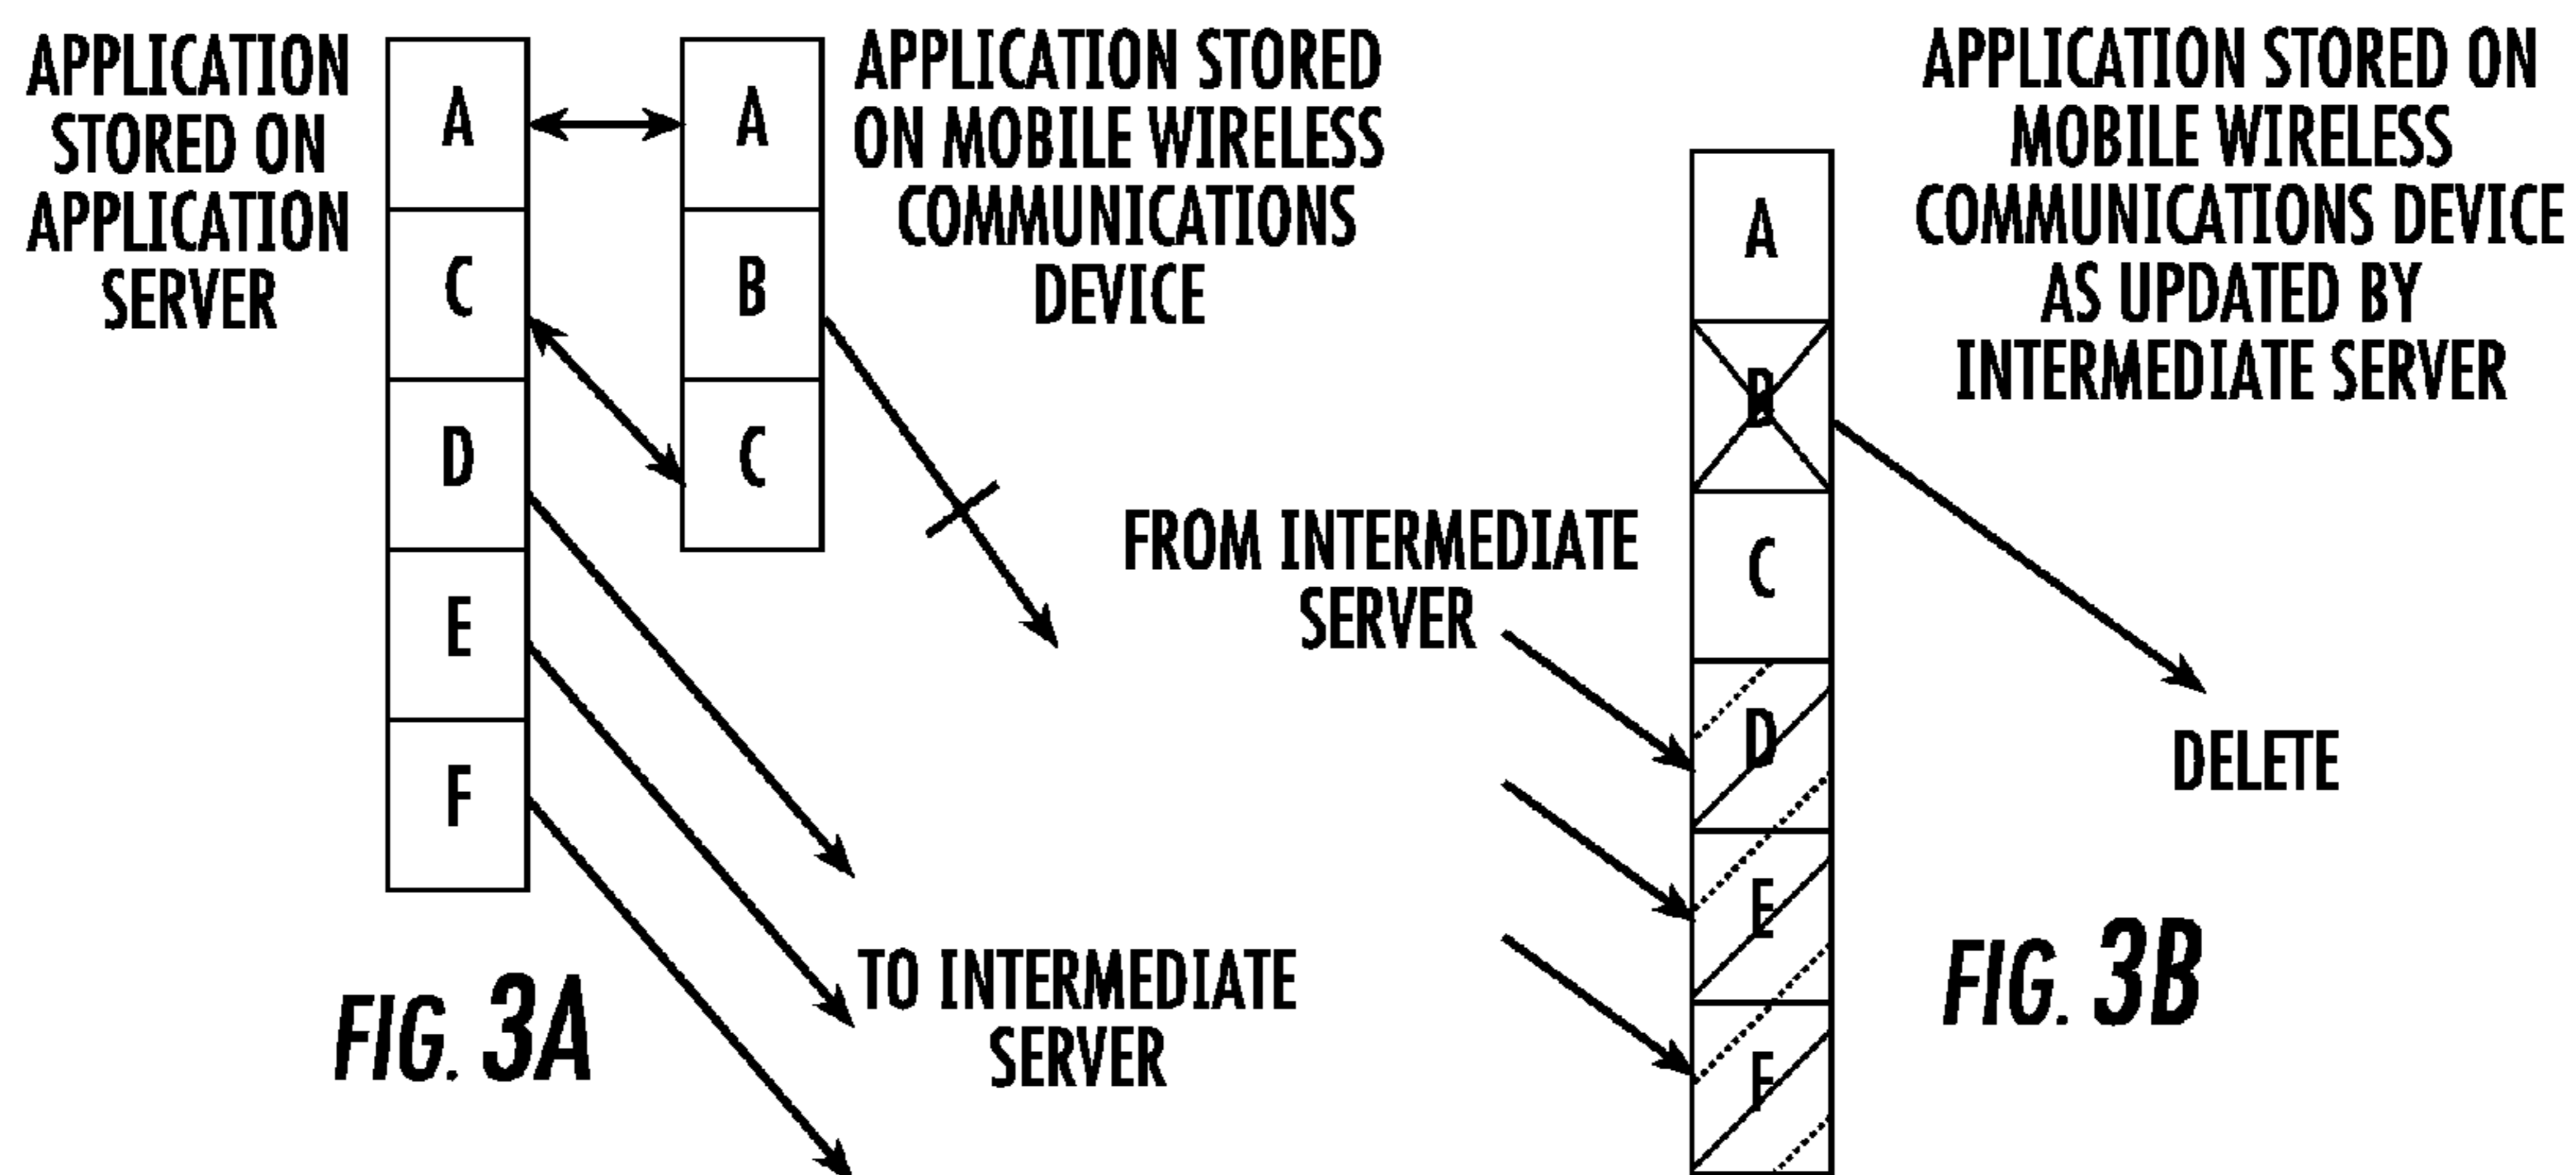 APPLICATION
STORED ON
APPLICATION
SERVER
A
C
D
E
F
A
B
C
APPLICATION STORED
ON MOBILE WIRELESS
COMMUNICATIONS
DEVICE
TO INTERMEDIATE
SERVER
FIG. 3A
FROM INTERMEDIATE
SERVER
A
B
C
D
E
F
APPLICATION STORED ON
MOBILE WIRELESS
COMMUNICATIONS DEVICE
AS UPDATED BY
INTERMEDIATE SERVER
DELETE
FIG. 3B